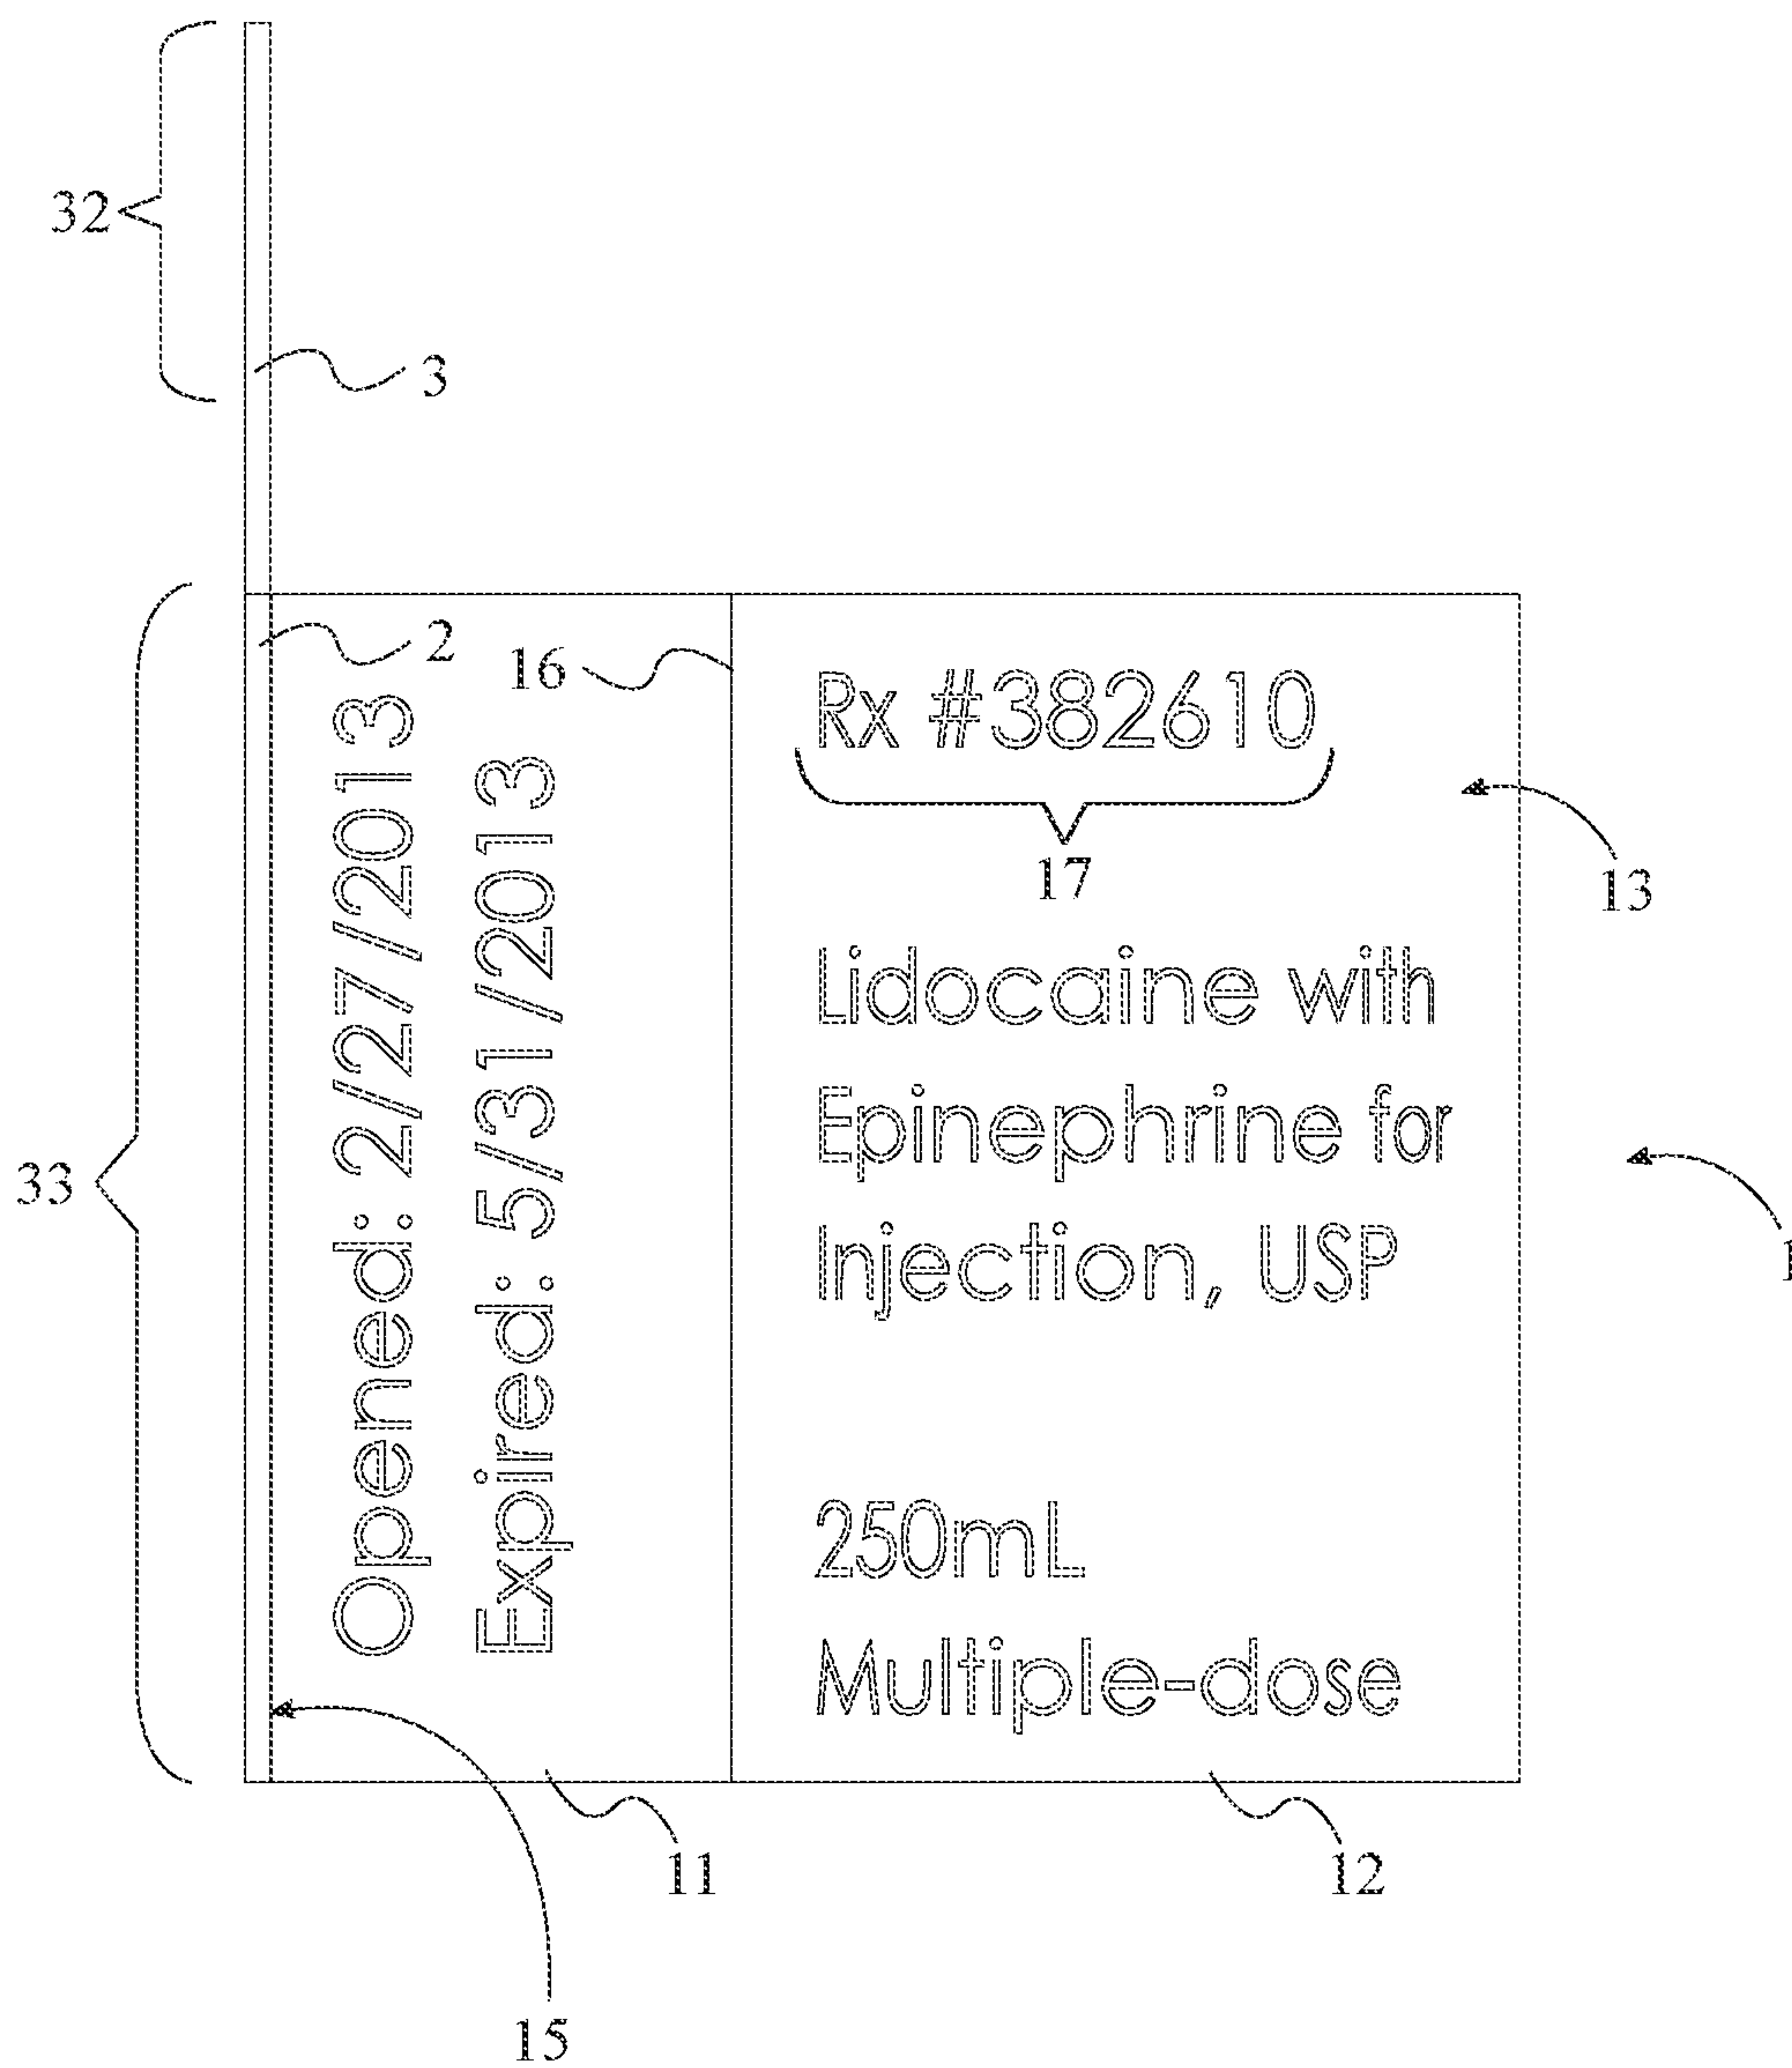 32
3
2
16
Rx #382610
17
13
Lidocaine with
Epinephrine for
Injection, USP
1
250mL
Multiple-dose
Opened: 2/27/2013
Expired: 5/31/2013
33
11
12
15